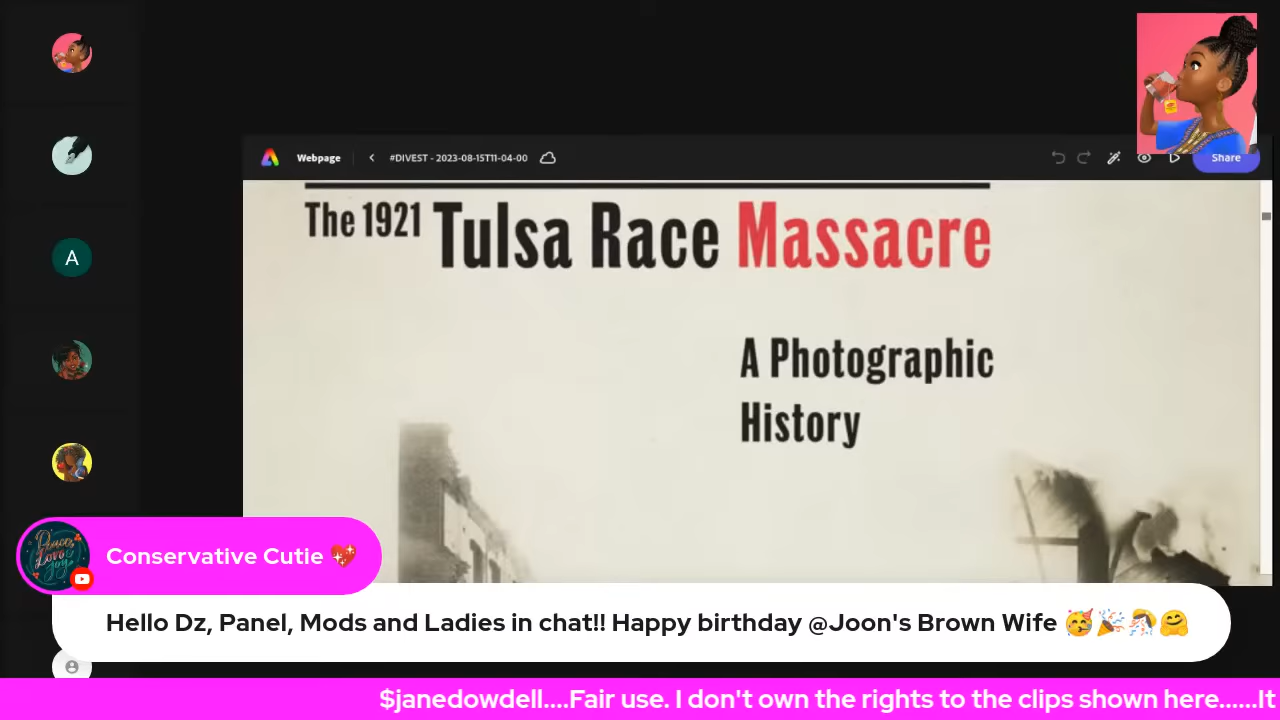 Webpage
#DIVEST - 2023-08-15T11-04-00
Share
The 1921 Tulsa Race Massacre
A Photographic
History
A
Conservative Cutie 💖
Hello Dz, Panel, Mods and Ladies in chat!! Happy birthday @Joon's Brown Wife 🥳🎉🎊🤗
$janedowdell....Fair use. I don't own the rights to the clips shown here......It